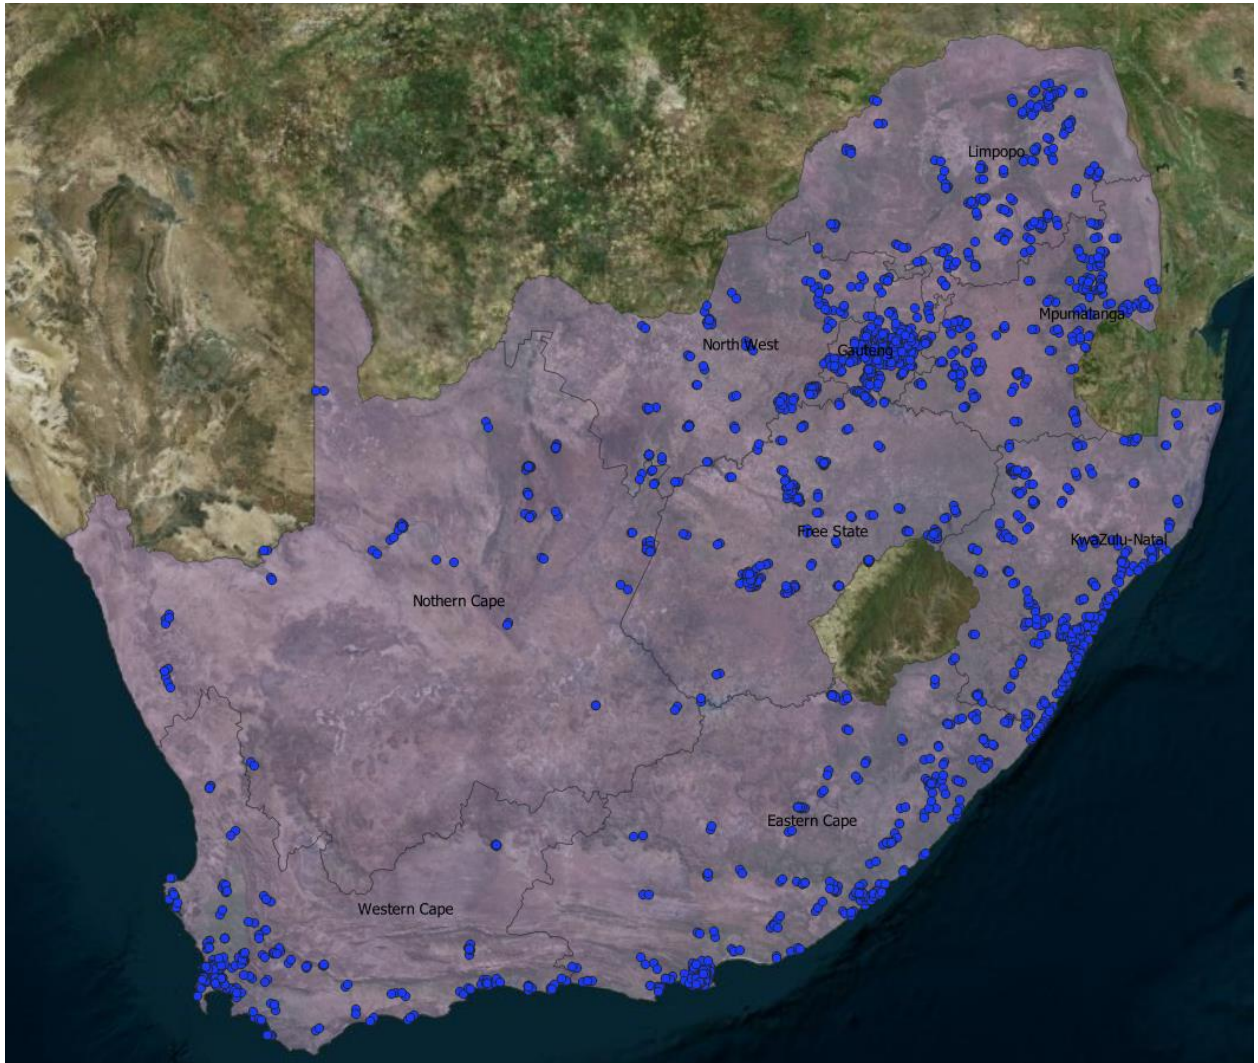 Limpopo
Mpumalanga
North West
Gauteng
Free State
KwaZulu-Natal
Nothern Cape
Eastern Cape
Western Cape